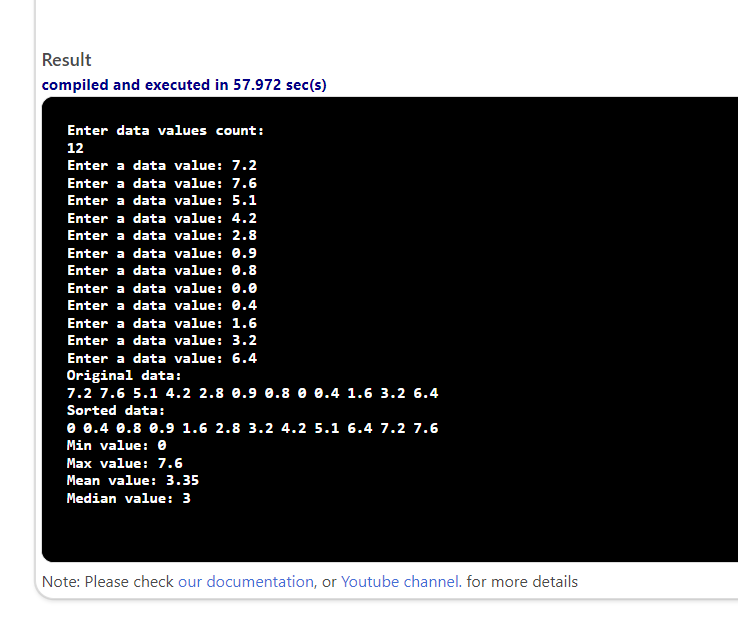 Result
compiled and executed in 57.972 sec(s)
Enter data values count:
12
Enter a data value: 7.2
Enter a data value: 7.6
Enter a data value: 5.1
Enter a data value: 4.2
Enter a data value: 2.8
Enter a data value: 0.9
Enter a data value: 0.8
Enter a data value: 0.0
Enter a data value: 0.4
Enter a data value: 1.6
Enter a data value: 3.2
Enter a data value: 6.4
Original data:
7.2 7.6 5.1 4.2 2.8 0.9 0.8 0 0.4 1.6 3.2 6.4
Sorted data:
0 0.4 0.8 0.9 1.6 2.8 3.2 4.2 5.1 6.4 7.2 7.6
Min value: 0
Max value: 7.6
Mean value: 3.35
Median value: 3
Note: Please check our documentation, or Youtube channel. for more details